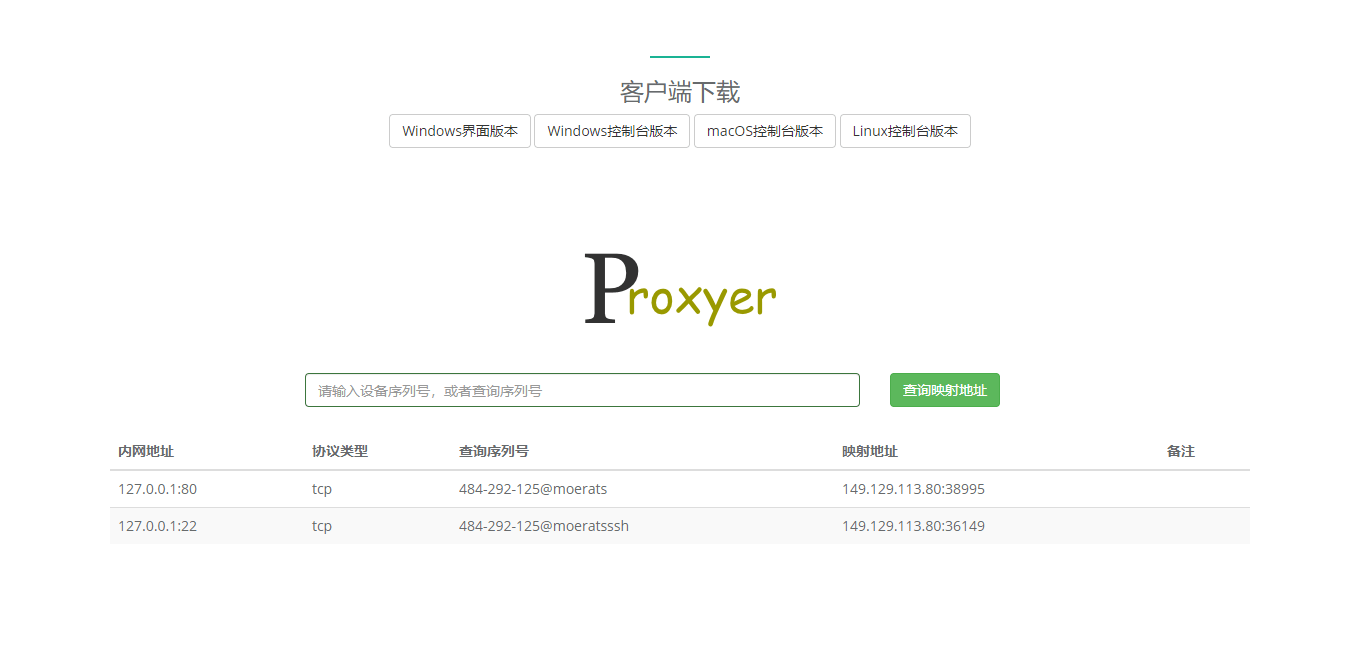 客户端下载
Windows界面版本 Windows控制台版本 macOS控制台版本 Linux控制台版本
Proxyer
请输入设备序列号，或者查询序列号 查询映射地址
内网地址 协议类型 查询序列号 映射地址 备注
127.0.0.1:80 tcp 484-292-125@moerats 149.129.113.80:38995
127.0.0.1:22 tcp 484-292-125@moeratsssh 149.129.113.80:36149